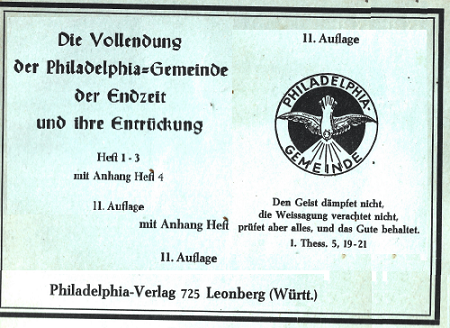 Die Vollendung
der Philadelphia=Gemeinde
der Endzeit
und ihre Entrückung
Heft 1 - 3
mit Anhang Heft 4
11. Auflage
mit Anhang Heft
11. Auflage
11. Auflage
PHILADELPHIA-
GEMEINDE
Den Geist dämpfet nicht,
die Weissagung verachtet nicht,
prüfet aber alles, und das Gute behaltet.
1. Thess. 5, 19-21
Philadelphia-Verlag 725 Leonberg (Württ.)